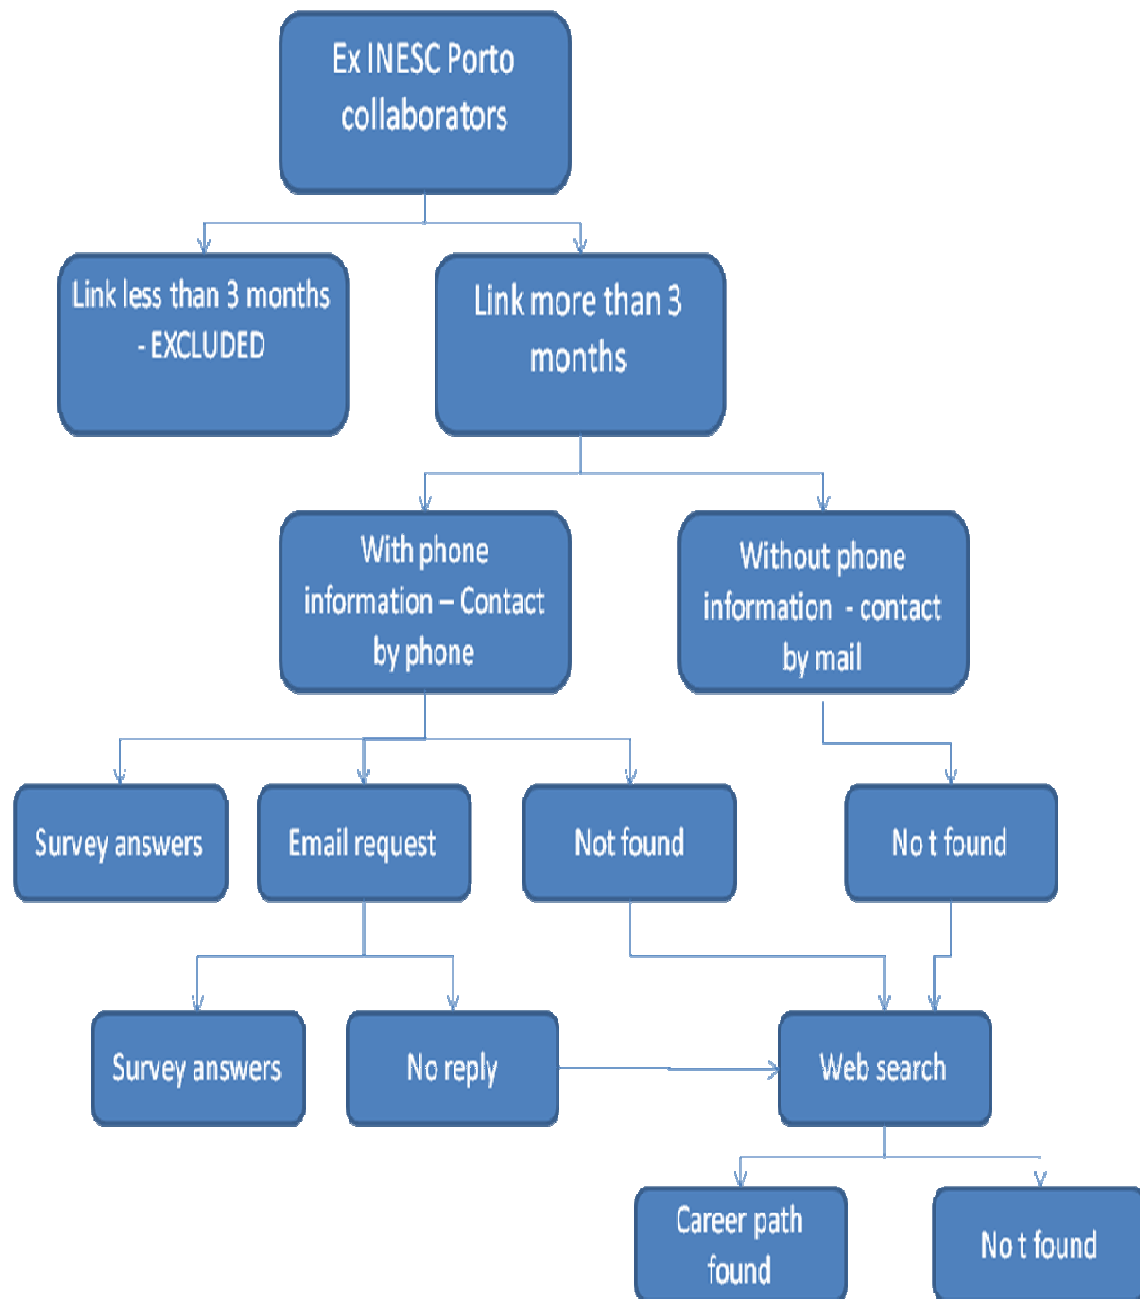 Ex INESC Porto
collaborators
Link less than 3 months
- EXCLUDED
Link more than 3
months
With phone
information – Contact
by phone
Without phone
information - contact
by mail
Survey answers
Email request
Not found
No t found
Survey answers
No reply
Web search
Career path
found
No t found